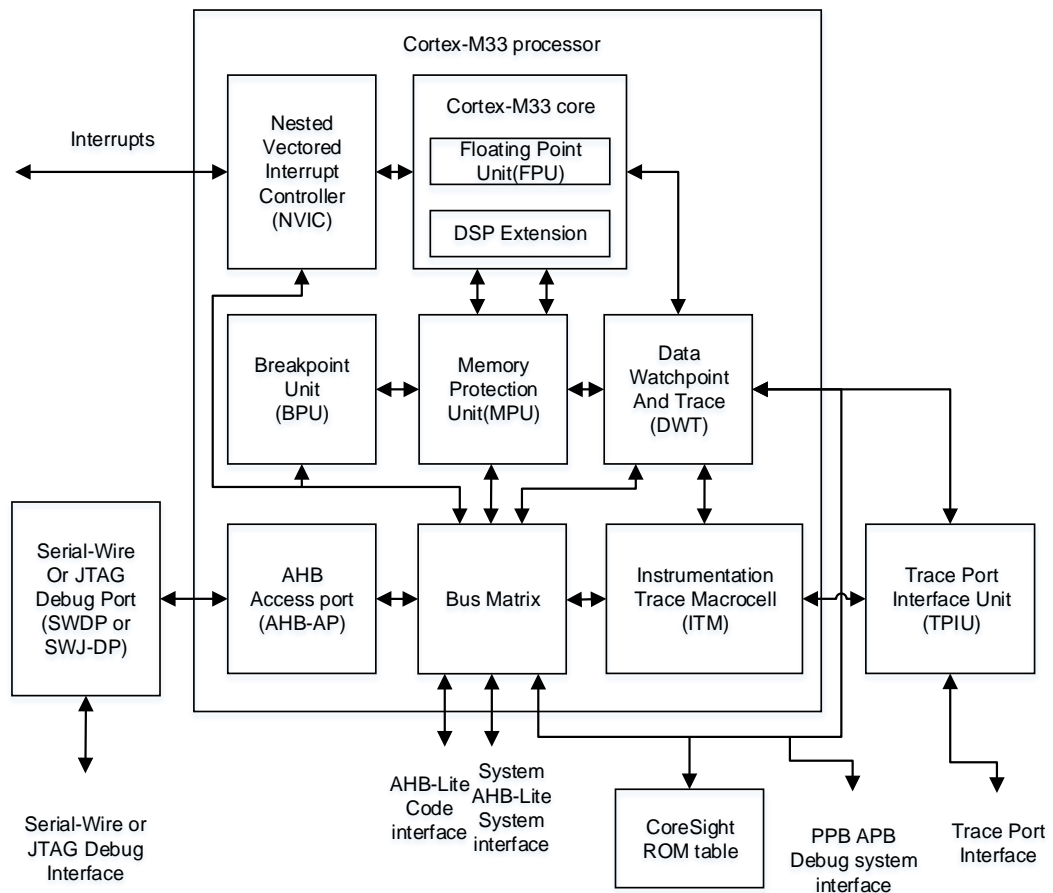 Cortex-M33 processor
Interrupts
Nested
Vectored
Interrupt
Controller
(NVIC)
Cortex-M33 core
Floating Point
Unit(FPU)
DSP Extension
Breakpoint
Unit
(BPU)
Memory
Protection
Unit(MPU)
Data
Watchpoint
And Trace
(DWT)
Serial-Wire
Or JTAG
Debug Port
(SWDP or
SWJ-DP)
AHB
Access port
(AHB-AP)
Bus Matrix
Instrumentation
Trace Macrocell
(ITM)
Trace Port
Interface Unit
(TPIU)
Serial-Wire or
JTAG Debug
Interface
AHB-Lite
Code
interface
System
AHB-Lite
System
interface
CoreSight
ROM table
PPB APB
Debug system
interface
Trace Port
Interface